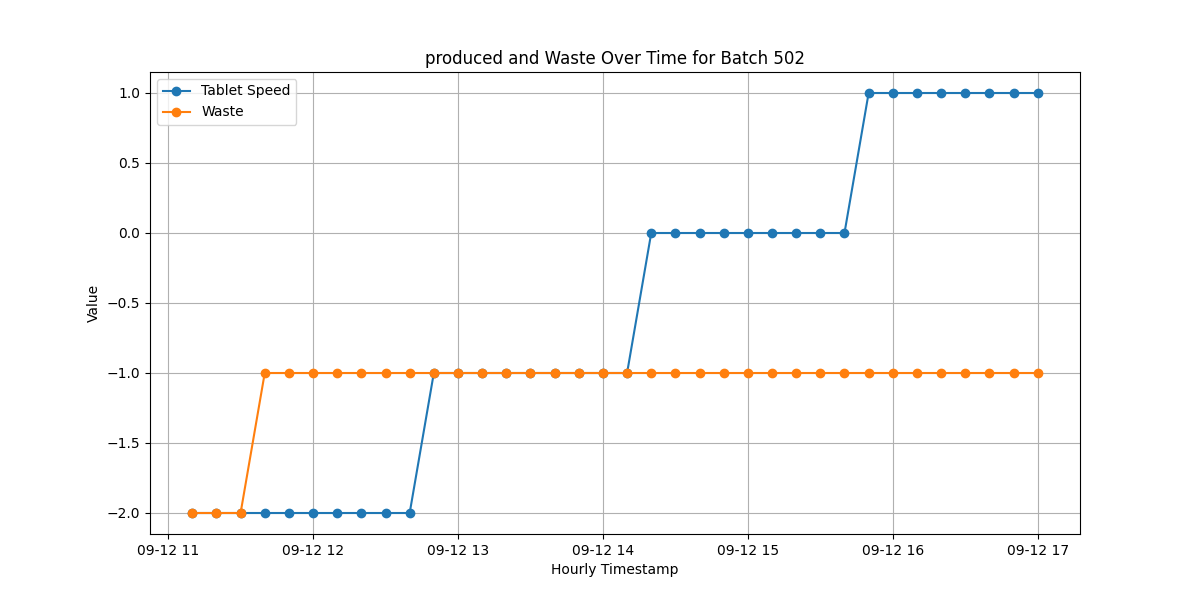 produced and Waste Over Time for Batch 502
Tablet Speed
Waste
1.0
0.5
0.0
−0.5
−1.0
−1.5
−2.0
Value
09-12 11
09-12 12
09-12 13
09-12 14
09-12 15
09-12 16
09-12 17
Hourly Timestamp